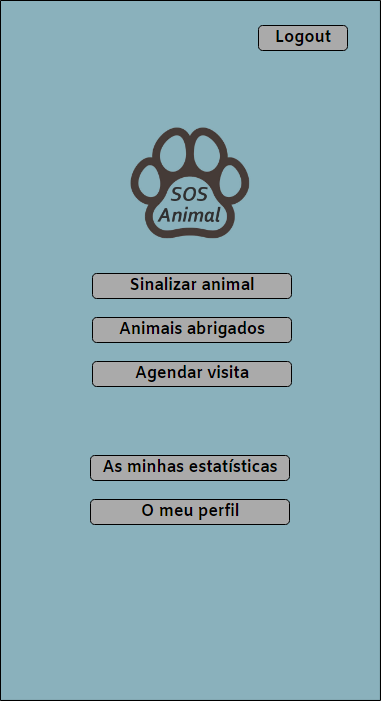 Logout
SOS
Animal
Sinalizar animal
Animais abrigados
Agendar visita
As minhas estatísticas
O meu perfil